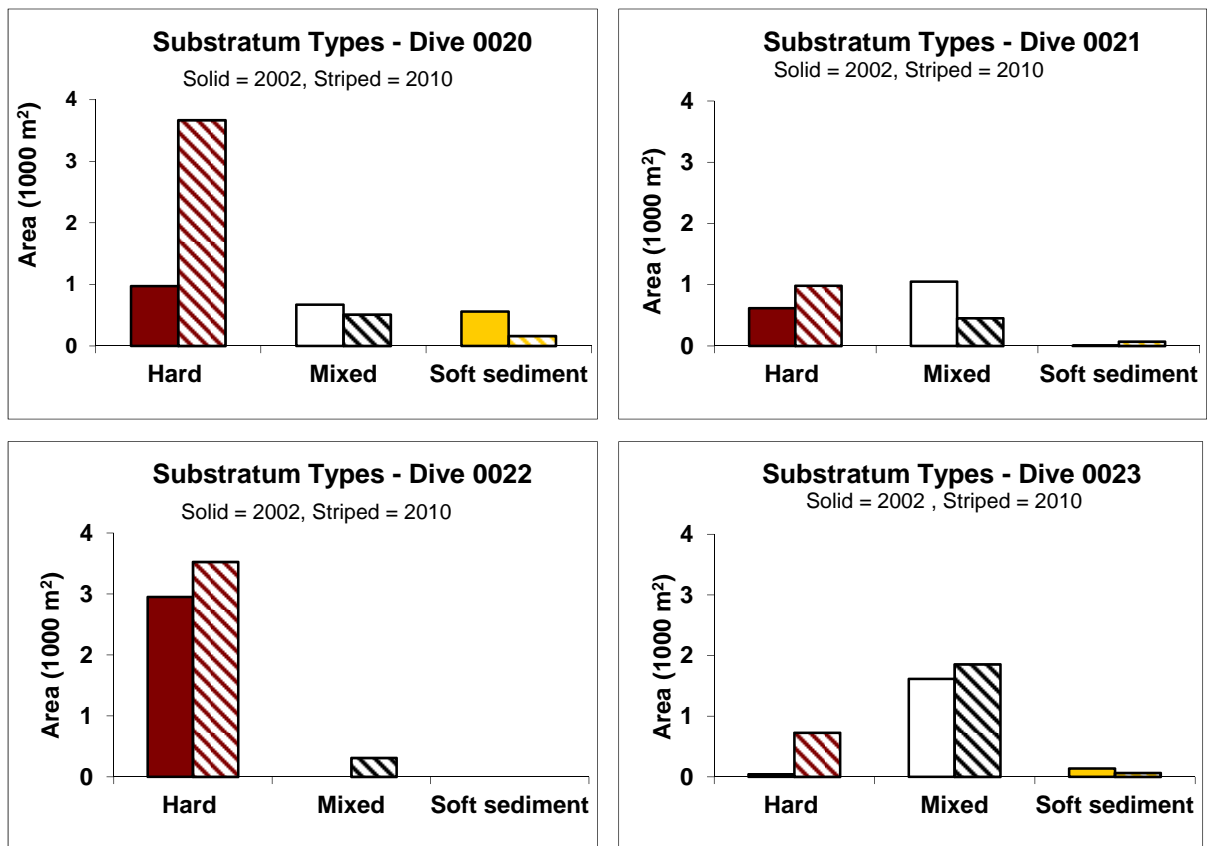 Substratum Types - Dive 0020
Solid = 2002, Striped = 2010
Area (1000 m²)
4
3
2
1
0
Hard Mixed Soft sediment
Substratum Types - Dive 0021
Solid = 2002, Striped = 2010
Area (1000 m²)
4
3
2
1
0
Hard Mixed Soft sediment
Substratum Types - Dive 0022
Solid = 2002, Striped = 2010
Area (1000 m²)
4
3
2
1
0
Hard Mixed Soft sediment
Substratum Types - Dive 0023
Solid = 2002 , Striped = 2010
Area (1000 m²)
4
3
2
1
0
Hard Mixed Soft sediment